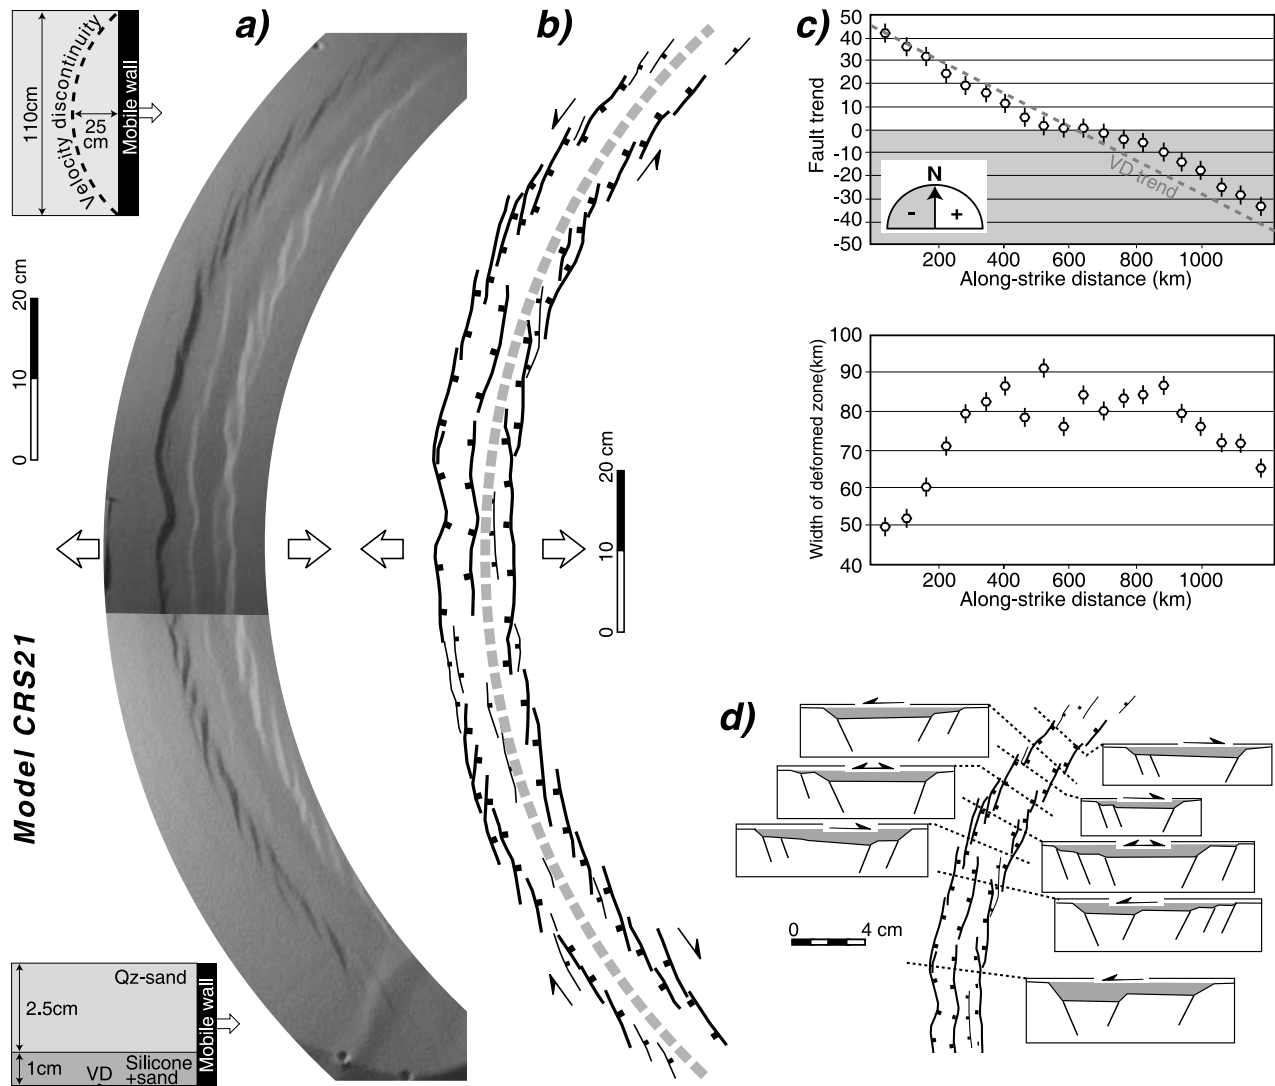 a)
b)
c)
d)
110cm
Velocity discontinuity
25
cm
Mobile wall
20 cm
10
0
Model CRS21
Qz-sand
2.5cm
1cm
VD
Silicone
+sand
Mobile wall
20 cm
10
0
Fault trend
50
40
30
20
10
0
-10
-20
-30
-40
-50
N
-
+
VD trend
200
400
600
800
1000
Along-strike distance (km)
Width of deformed zone(km)
100
90
80
70
60
50
40
200
400
600
800
1000
Along-strike distance (km)
0
4 cm